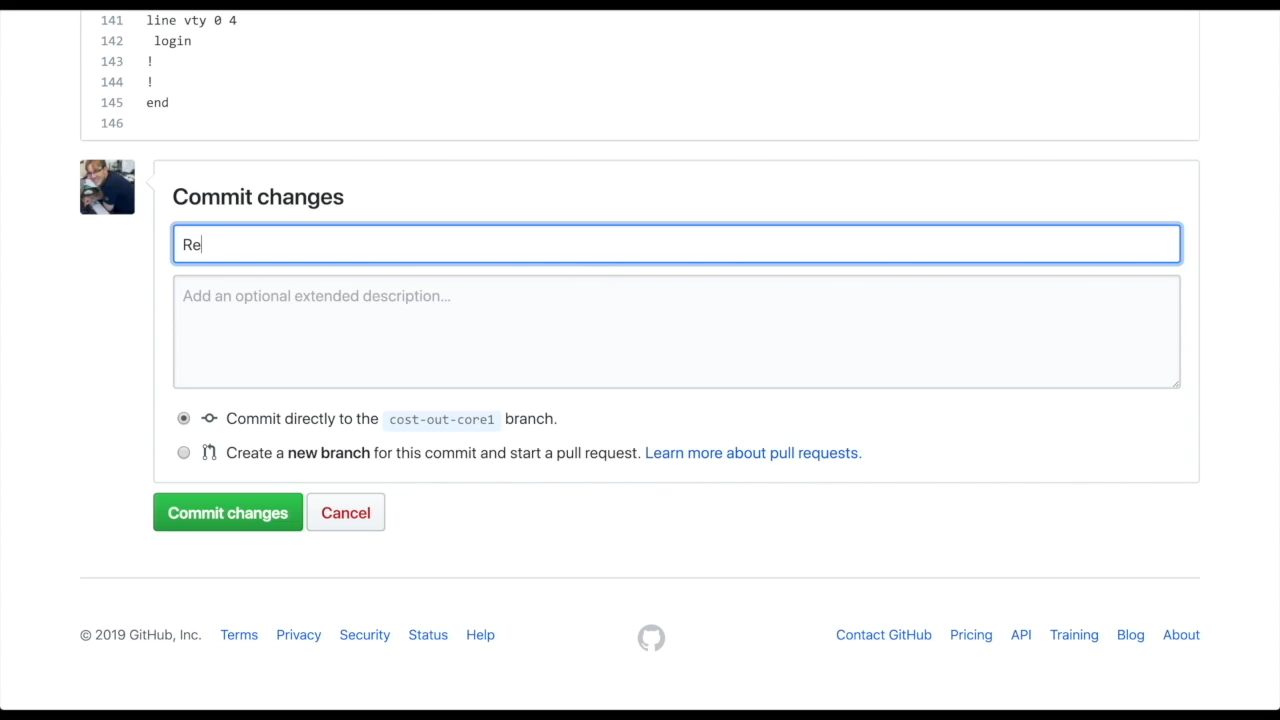 141 line vty 0 4
142 login
143 !
144 !
145 end
146
Commit changes
Re
Add an optional extended description...
Commit directly to the cost-out-core1 branch.
Create a new branch for this commit and start a pull request. Learn more about pull requests.
Commit changes Cancel
© 2019 GitHub, Inc. Terms Privacy Security Status Help Contact GitHub Pricing API Training Blog About